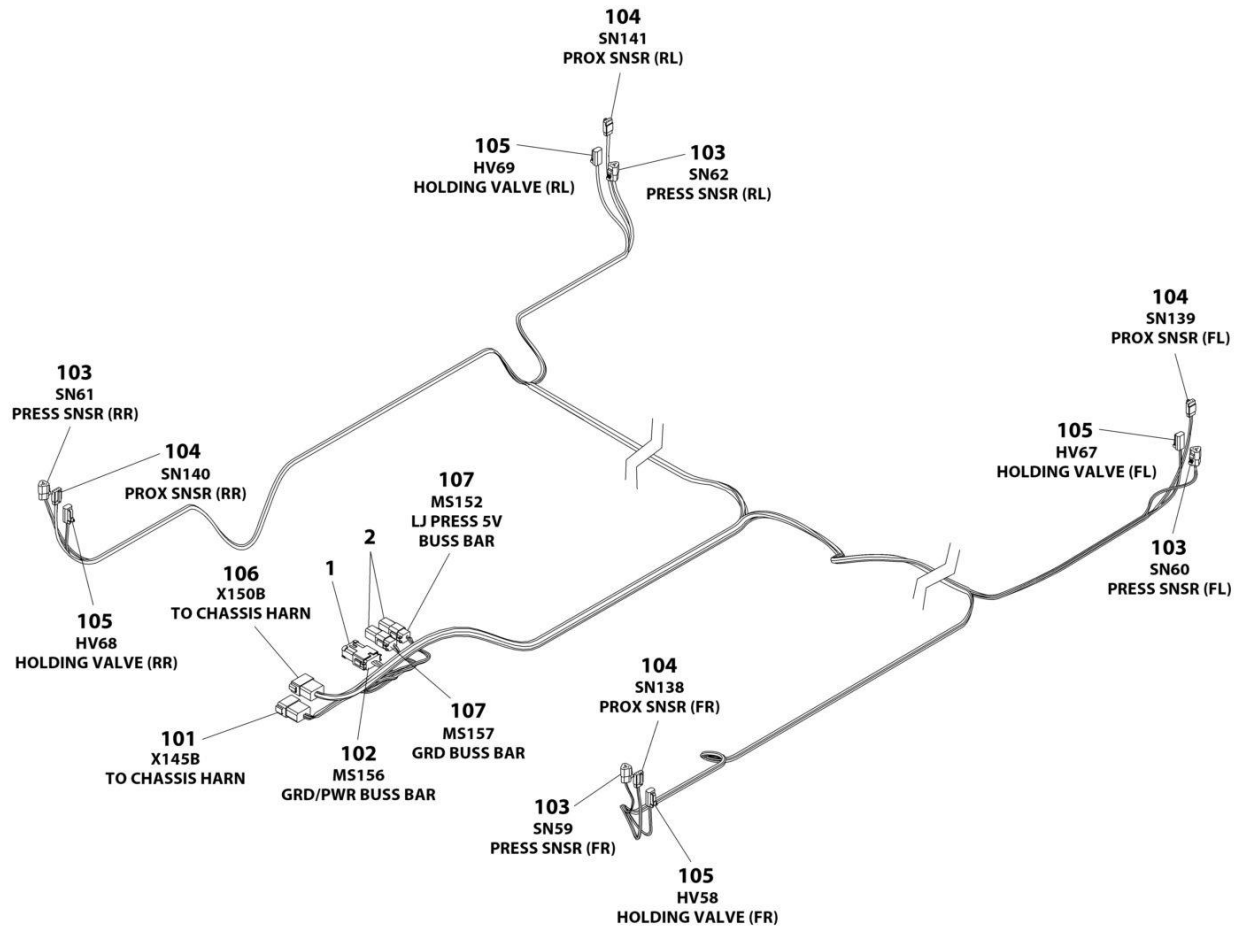 104
SN141
PROX SNSR (RL)
105
HV69
HOLDING VALVE (RL)
103
SN62
PRESS SNSR (RL)
104
SN139
PROX SNSR (FL)
103
SN61
PRESS SNSR (RR)
104
SN140
PROX SNSR (RR)
105
HV67
HOLDING VALVE (FL)
107
MS152
LJ PRESS 5V
BUSS BAR
2
1
103
SN60
PRESS SNSR (FL)
106
X150B
TO CHASSIS HARN
105
HV68
HOLDING VALVE (RR)
104
SN138
PROX SNSR (FR)
107
MS157
GRD BUSS BAR
101
X145B
TO CHASSIS HARN
102
MS156
GRD/PWR BUSS BAR
103
SN59
PRESS SNSR (FR)
105
HV58
HOLDING VALVE (FR)